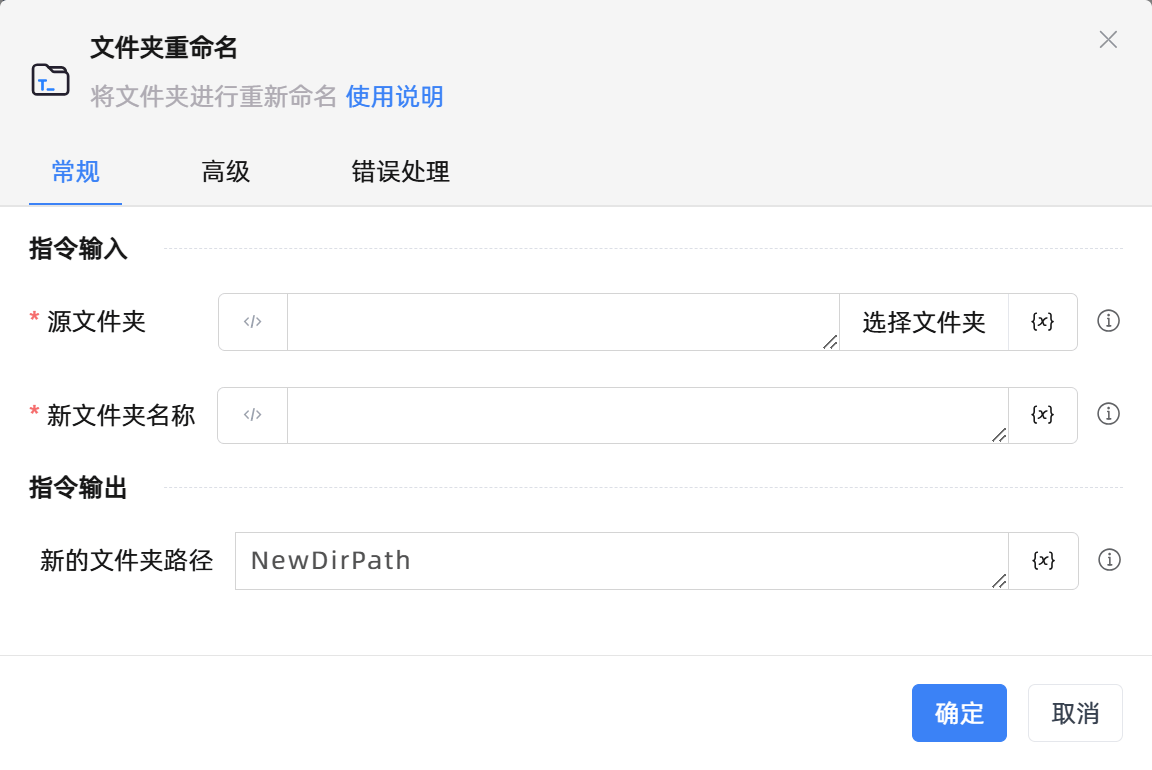 文件夹重命名
将文件夹进行重新命名 使用说明
常规 高级 错误处理
指令输入
* 源文件夹 </> 选择文件夹 {x}
* 新文件夹名称 </> {x}
指令输出
新的文件夹路径 NewDirPath {x}
确定 取消